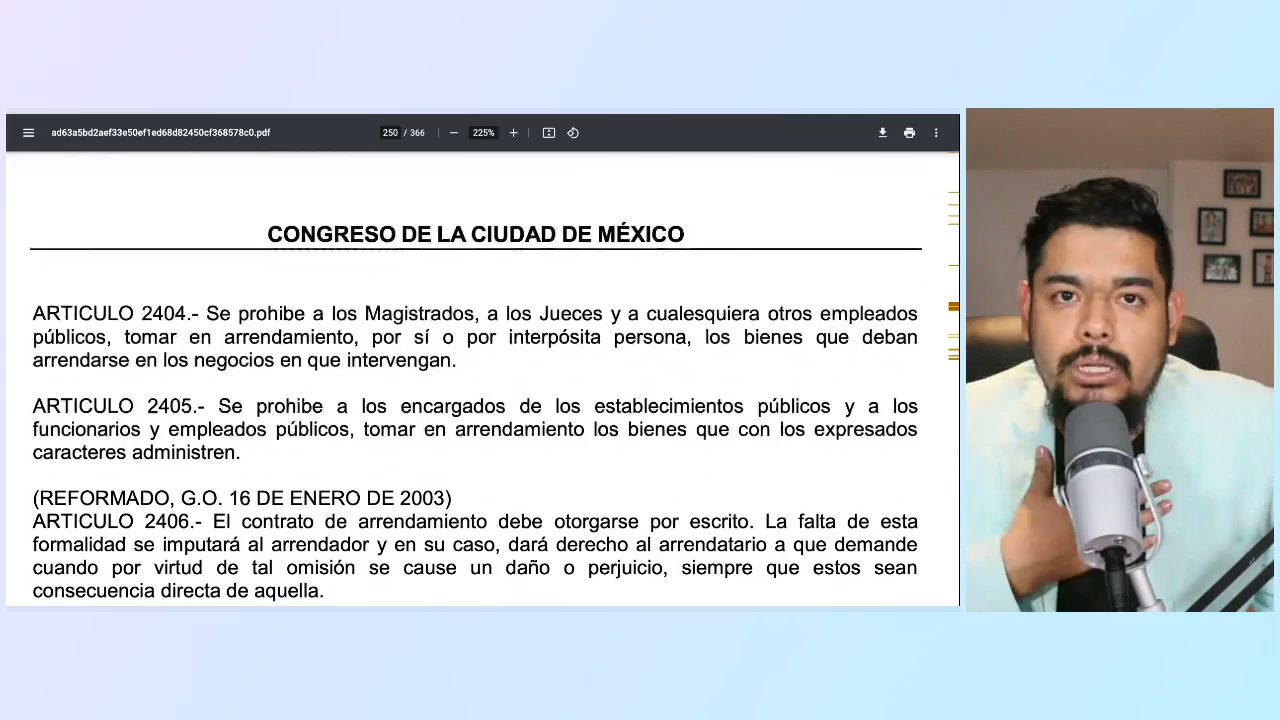 ad63a5bd2aef33e50ef1ed68d82450cf368578c0.pdf
250 / 366
225%
CONGRESO DE LA CIUDAD DE MÉXICO
ARTICULO 2404.- Se prohibe a los Magistrados, a los Jueces y a cualesquiera otros empleados
públicos, tomar en arrendamiento, por sí o por interpósita persona, los bienes que deban
arrendarse en los negocios en que intervengan.
ARTICULO 2405.- Se prohibe a los encargados de los establecimientos públicos y a los
funcionarios y empleados públicos, tomar en arrendamiento los bienes que con los expresados
caracteres administren.
(REFORMADO, G.O. 16 DE ENERO DE 2003)
ARTICULO 2406.- El contrato de arrendamiento debe otorgarse por escrito. La falta de esta
formalidad se imputará al arrendador y en su caso, dará derecho al arrendatario a que demande
cuando por virtud de tal omisión se cause un daño o perjuicio, siempre que estos sean
consecuencia directa de aquella.